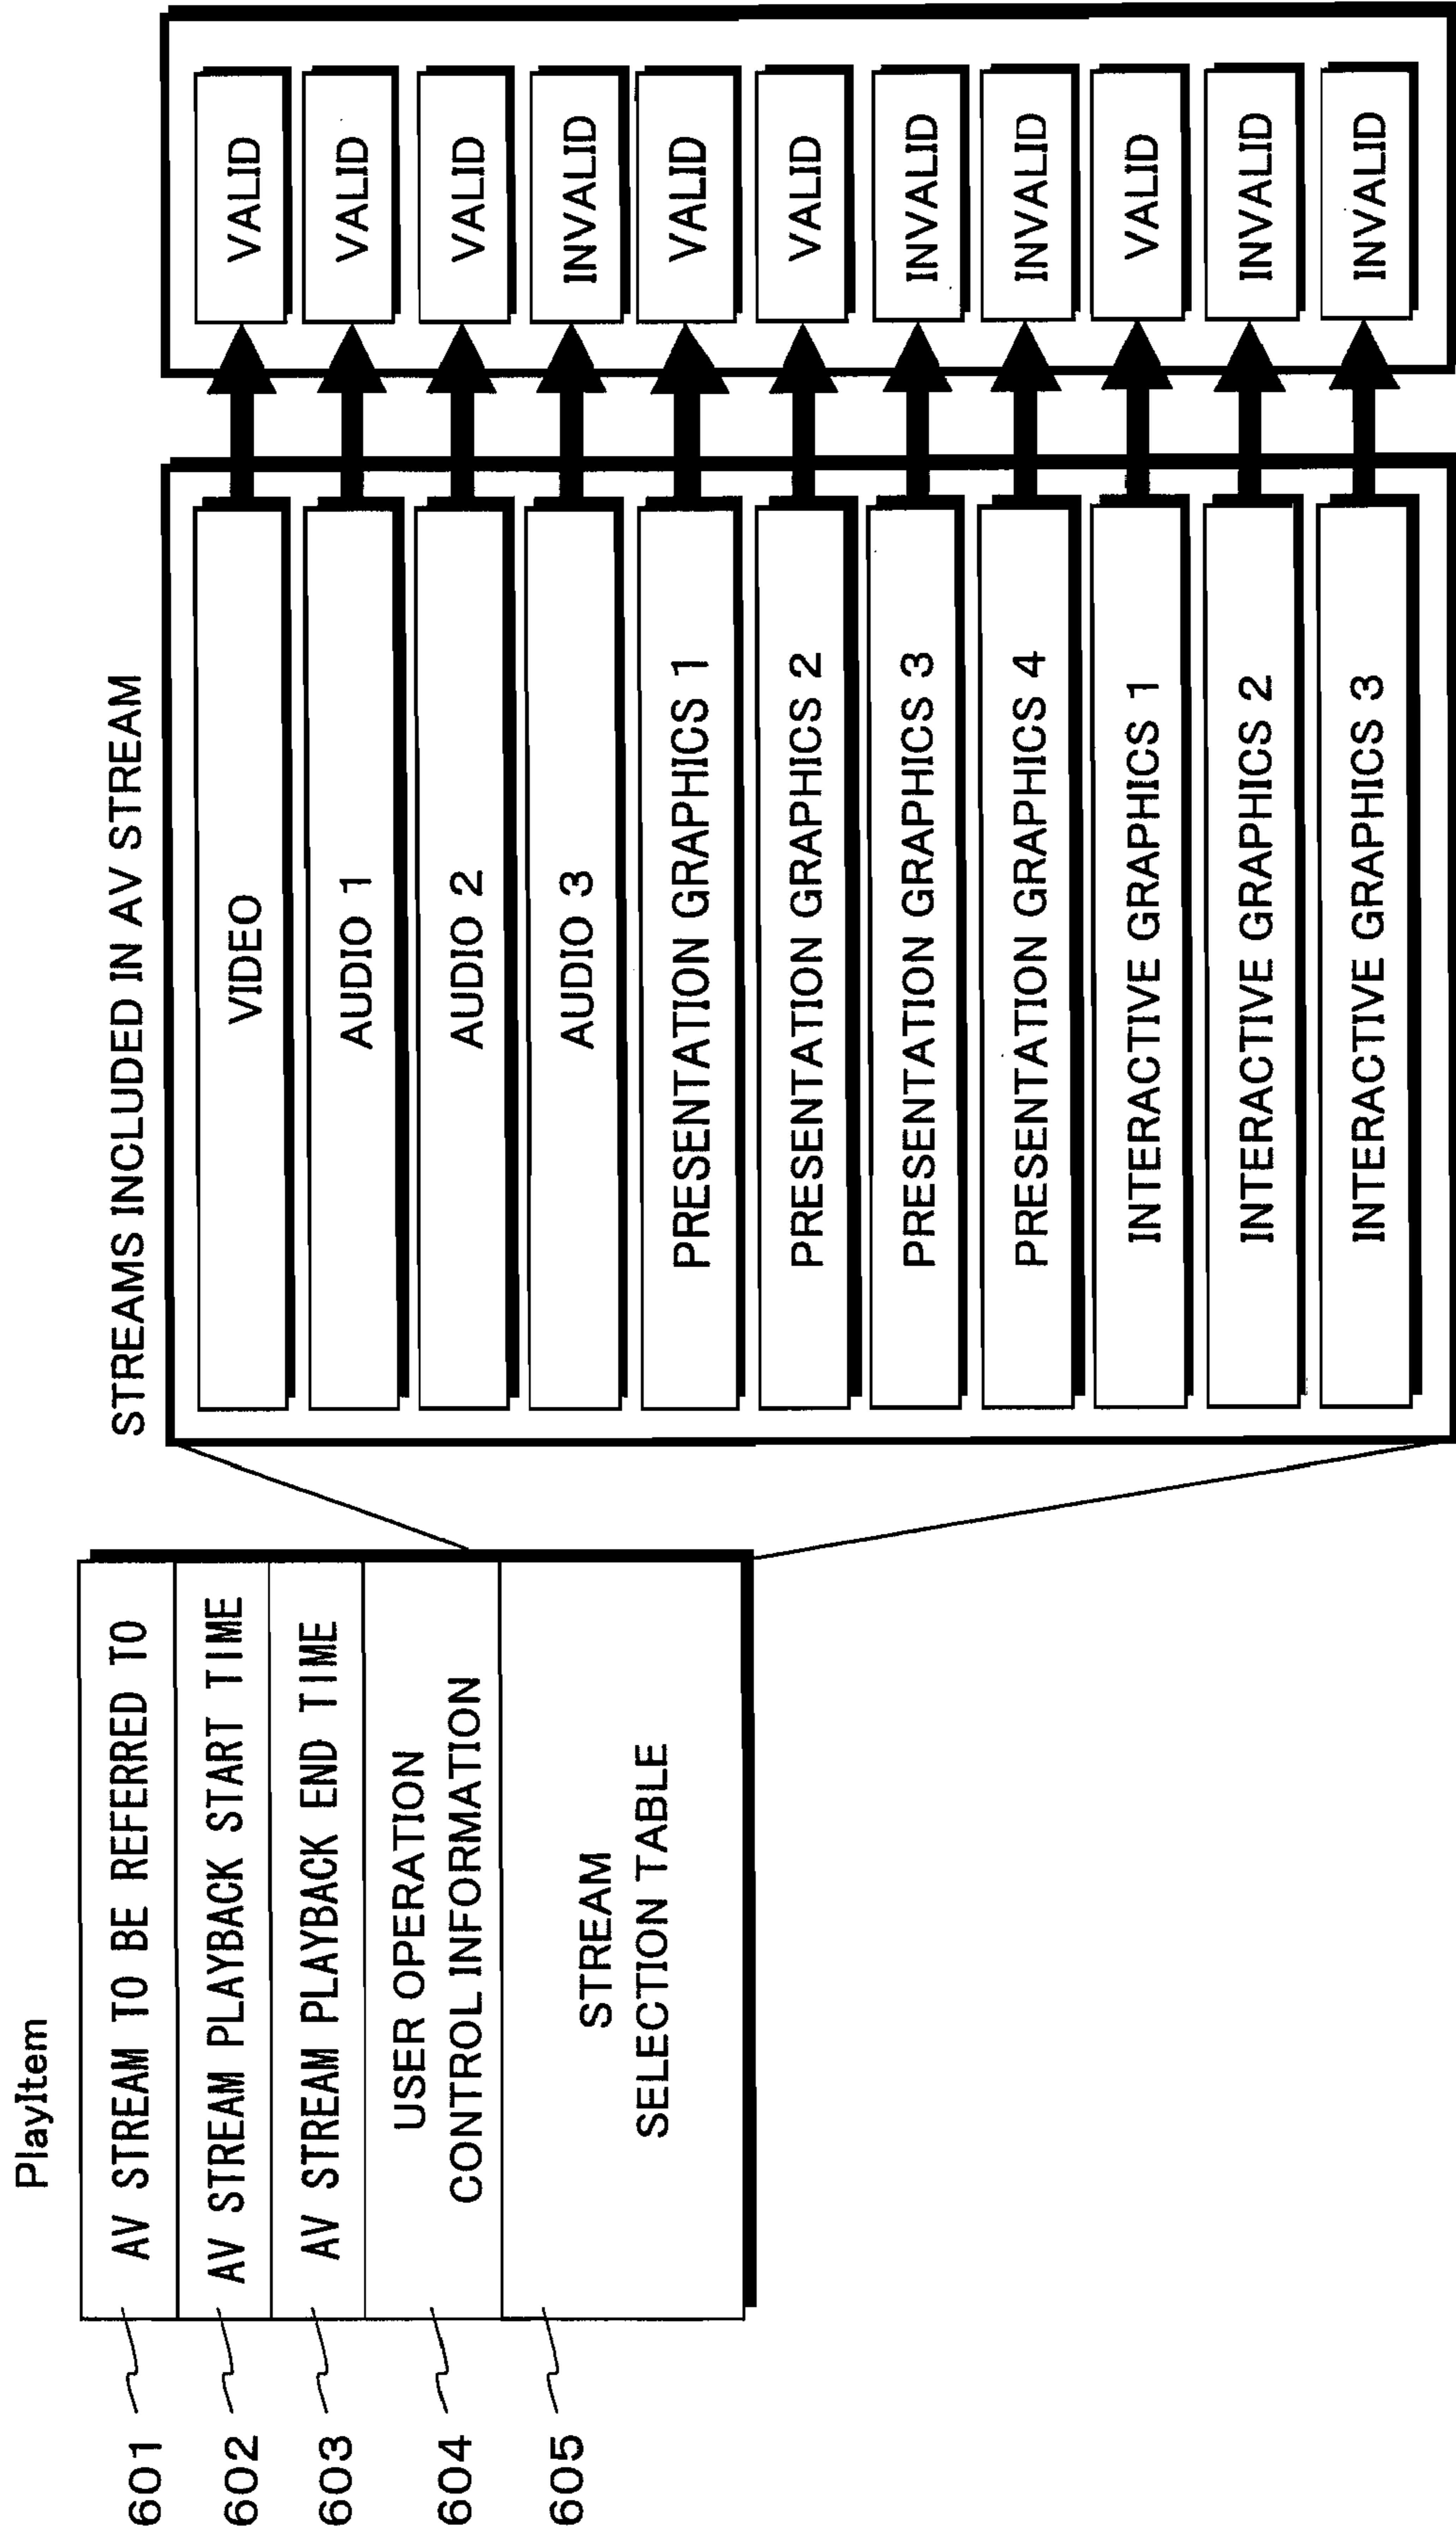 PlayItem
601
AV STREAM TO BE REFERRED TO
602
AV STREAM PLAYBACK START TIME
603
AV STREAM PLAYBACK END TIME
604
USER OPERATION
CONTROL INFORMATION
605
STREAM
SELECTION TABLE
STREAMS INCLUDED IN AV STREAM
VIDEO
VALID
AUDIO 1
VALID
AUDIO 2
VALID
AUDIO 3
INVALID
PRESENTATION GRAPHICS 1
VALID
PRESENTATION GRAPHICS 2
VALID
PRESENTATION GRAPHICS 3
INVALID
PRESENTATION GRAPHICS 4
INVALID
INTERACTIVE GRAPHICS 1
VALID
INTERACTIVE GRAPHICS 2
INVALID
INTERACTIVE GRAPHICS 3
INVALID